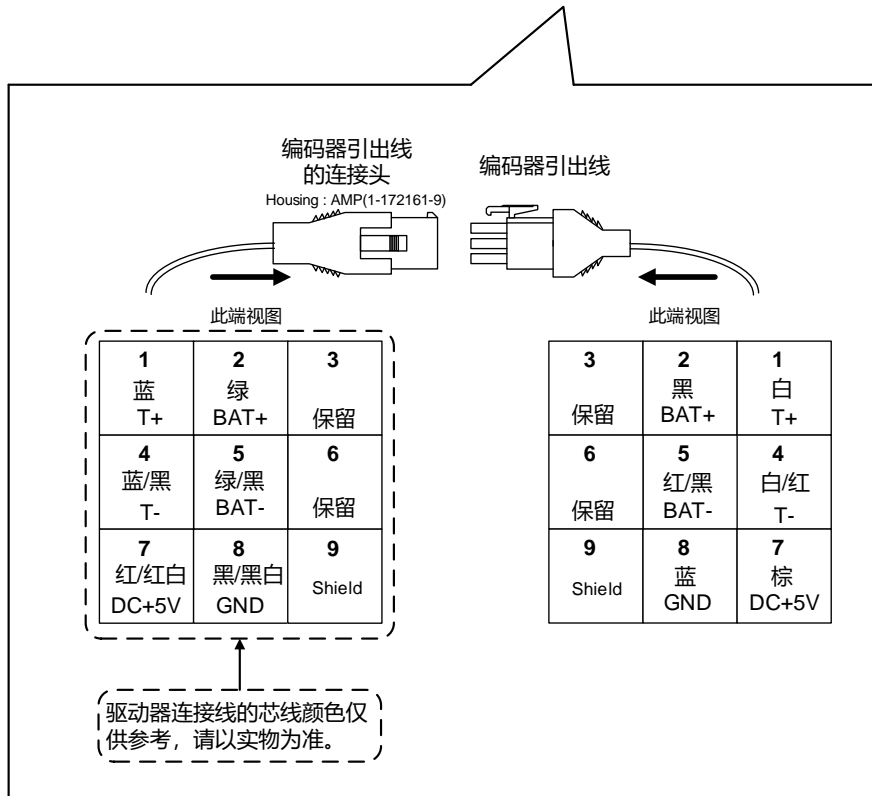 编码器引出线
的连接头
Housing : AMP(1-172161-9)
编码器引出线
此端视图
此端视图
1 2 3
蓝 绿
T+ BAT+ 保留
4 5 6
蓝/黑 绿/黑
T- BAT- 保留
7 8 9
红/红白 黑/黑白 Shield
DC+5V GND
3 2 1
黑 白
保留 BAT+ T+
6 5 4
红/黑 白/红
保留 BAT- T-
9 8 7
Shield 蓝 棕
GND DC+5V
驱动器连接线的芯线颜色仅
供参考，请以实物为准。